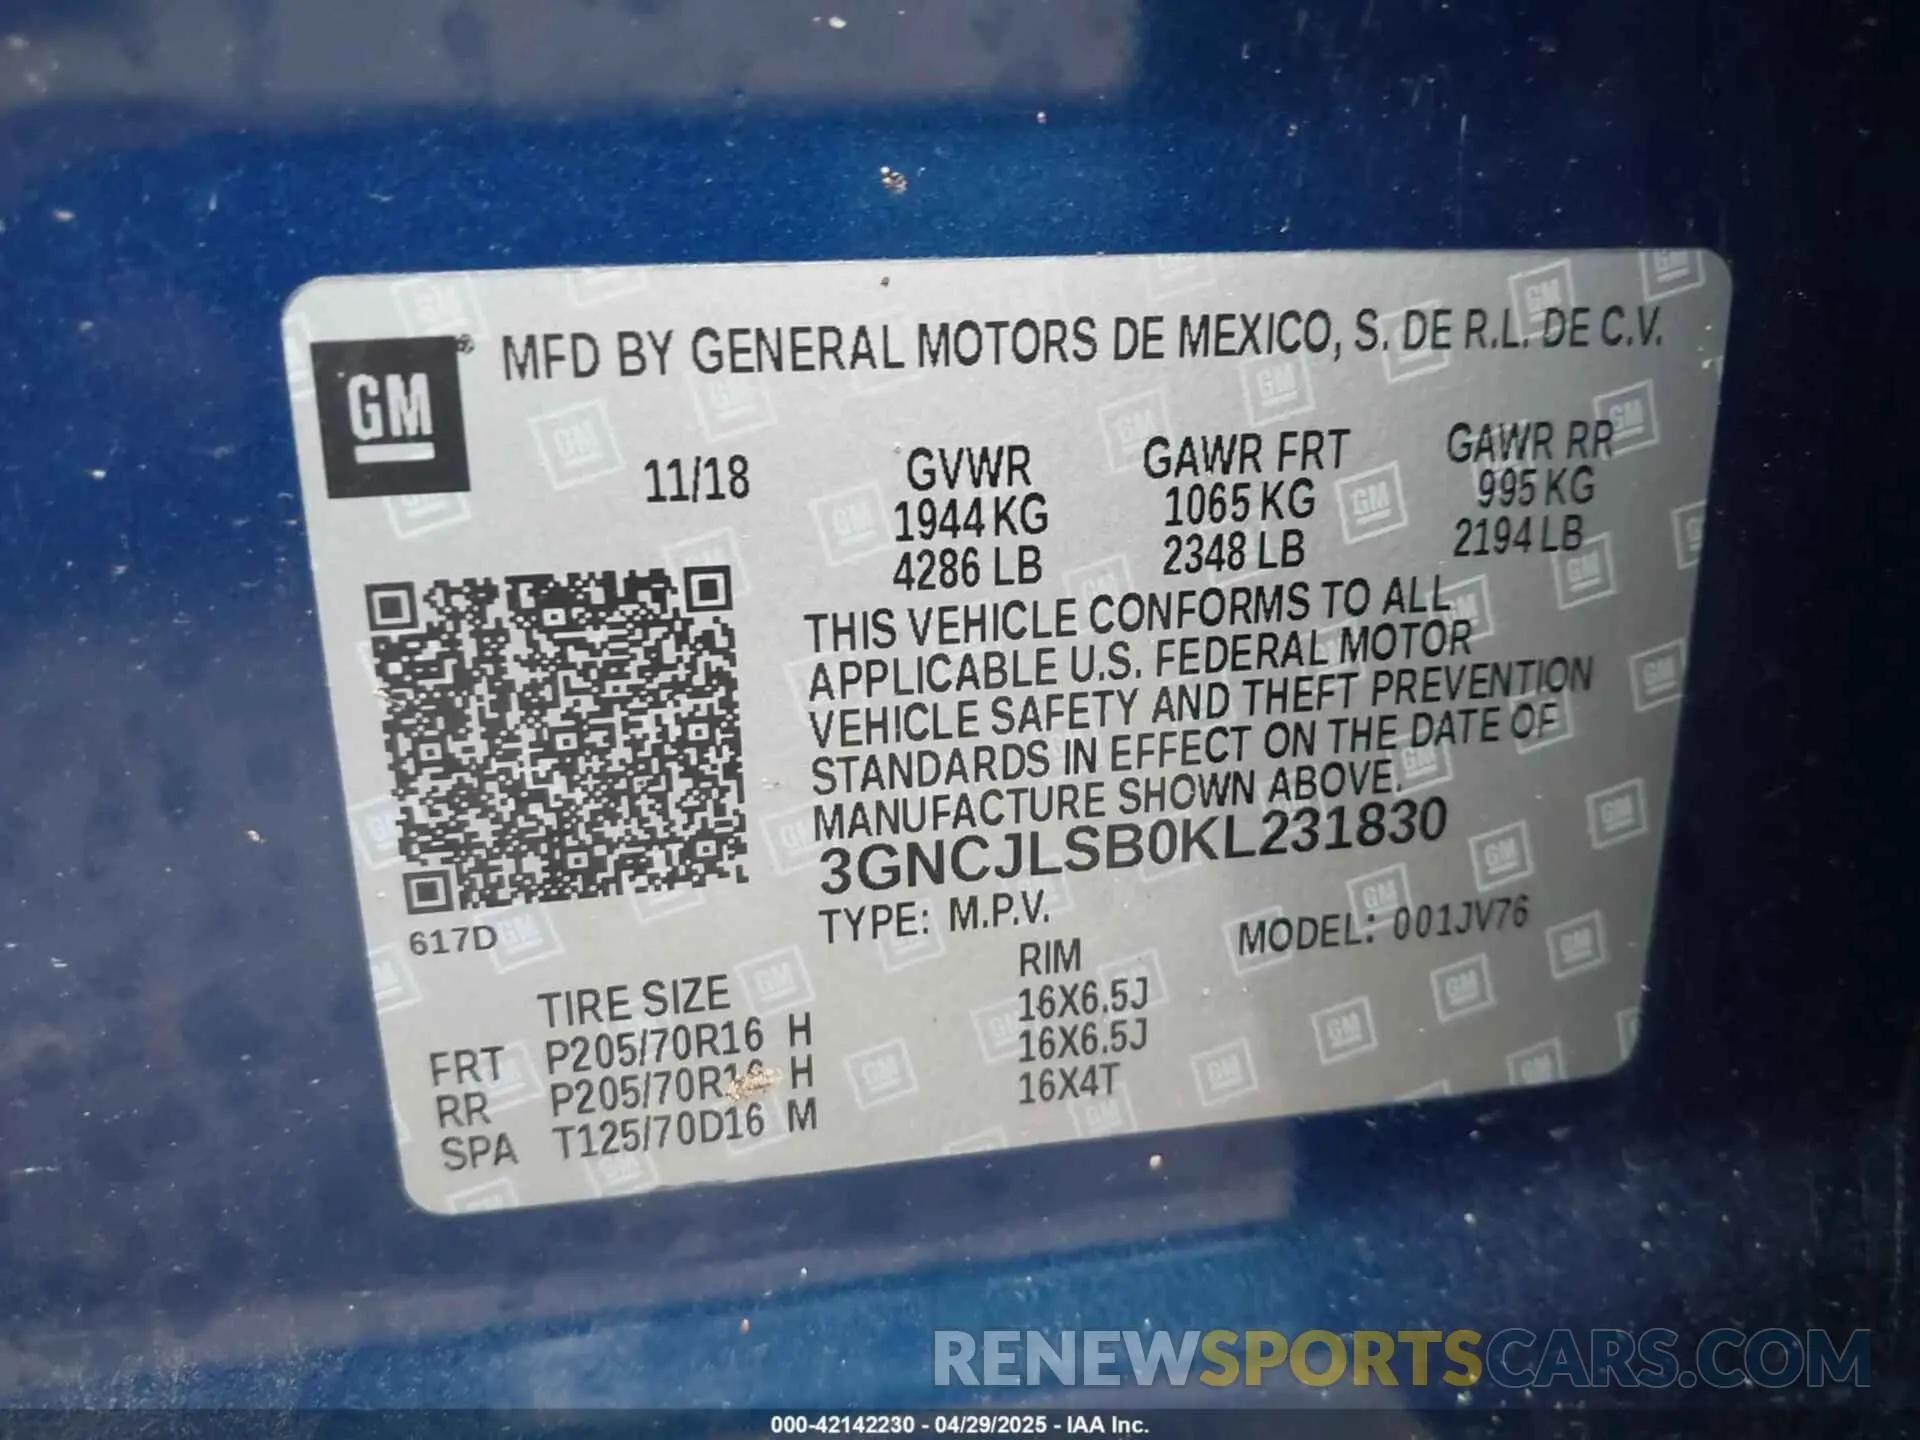 GM® MFD BY GENERAL MOTORS DE MEXICO, S. DE R.L. DE C.V.
11/18 GVWR GAWR FRT GAWR RR
1944 KG 1065 KG 995 KG
4286 LB 2348 LB 2194 LB
THIS VEHICLE CONFORMS TO ALL
APPLICABLE U.S. FEDERAL MOTOR
VEHICLE SAFETY AND THEFT PREVENTION
STANDARDS IN EFFECT ON THE DATE OF
MANUFACTURE SHOWN ABOVE.
3GNCJLSB0KL231830
617D
TYPE: M.P.V. MODEL: 001JV76
TIRE SIZE RIM
FRT P205/70R16 H 16X6.5J
RR P205/70R16 H 16X6.5J
SPA T125/70D16 M 16X4T
RENEWSPORTSCARS.COM
000-42142230 - 04/29/2025 - IAA Inc.